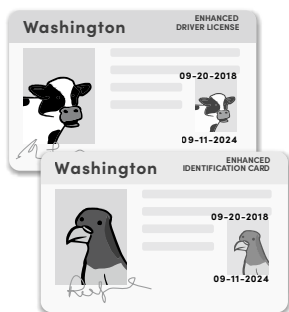 Washington
ENHANCED
DRIVER LICENSE
09-20-2018
09-11-2024
Washington
ENHANCED
IDENTIFICATION CARD
09-20-2018
09-11-2024